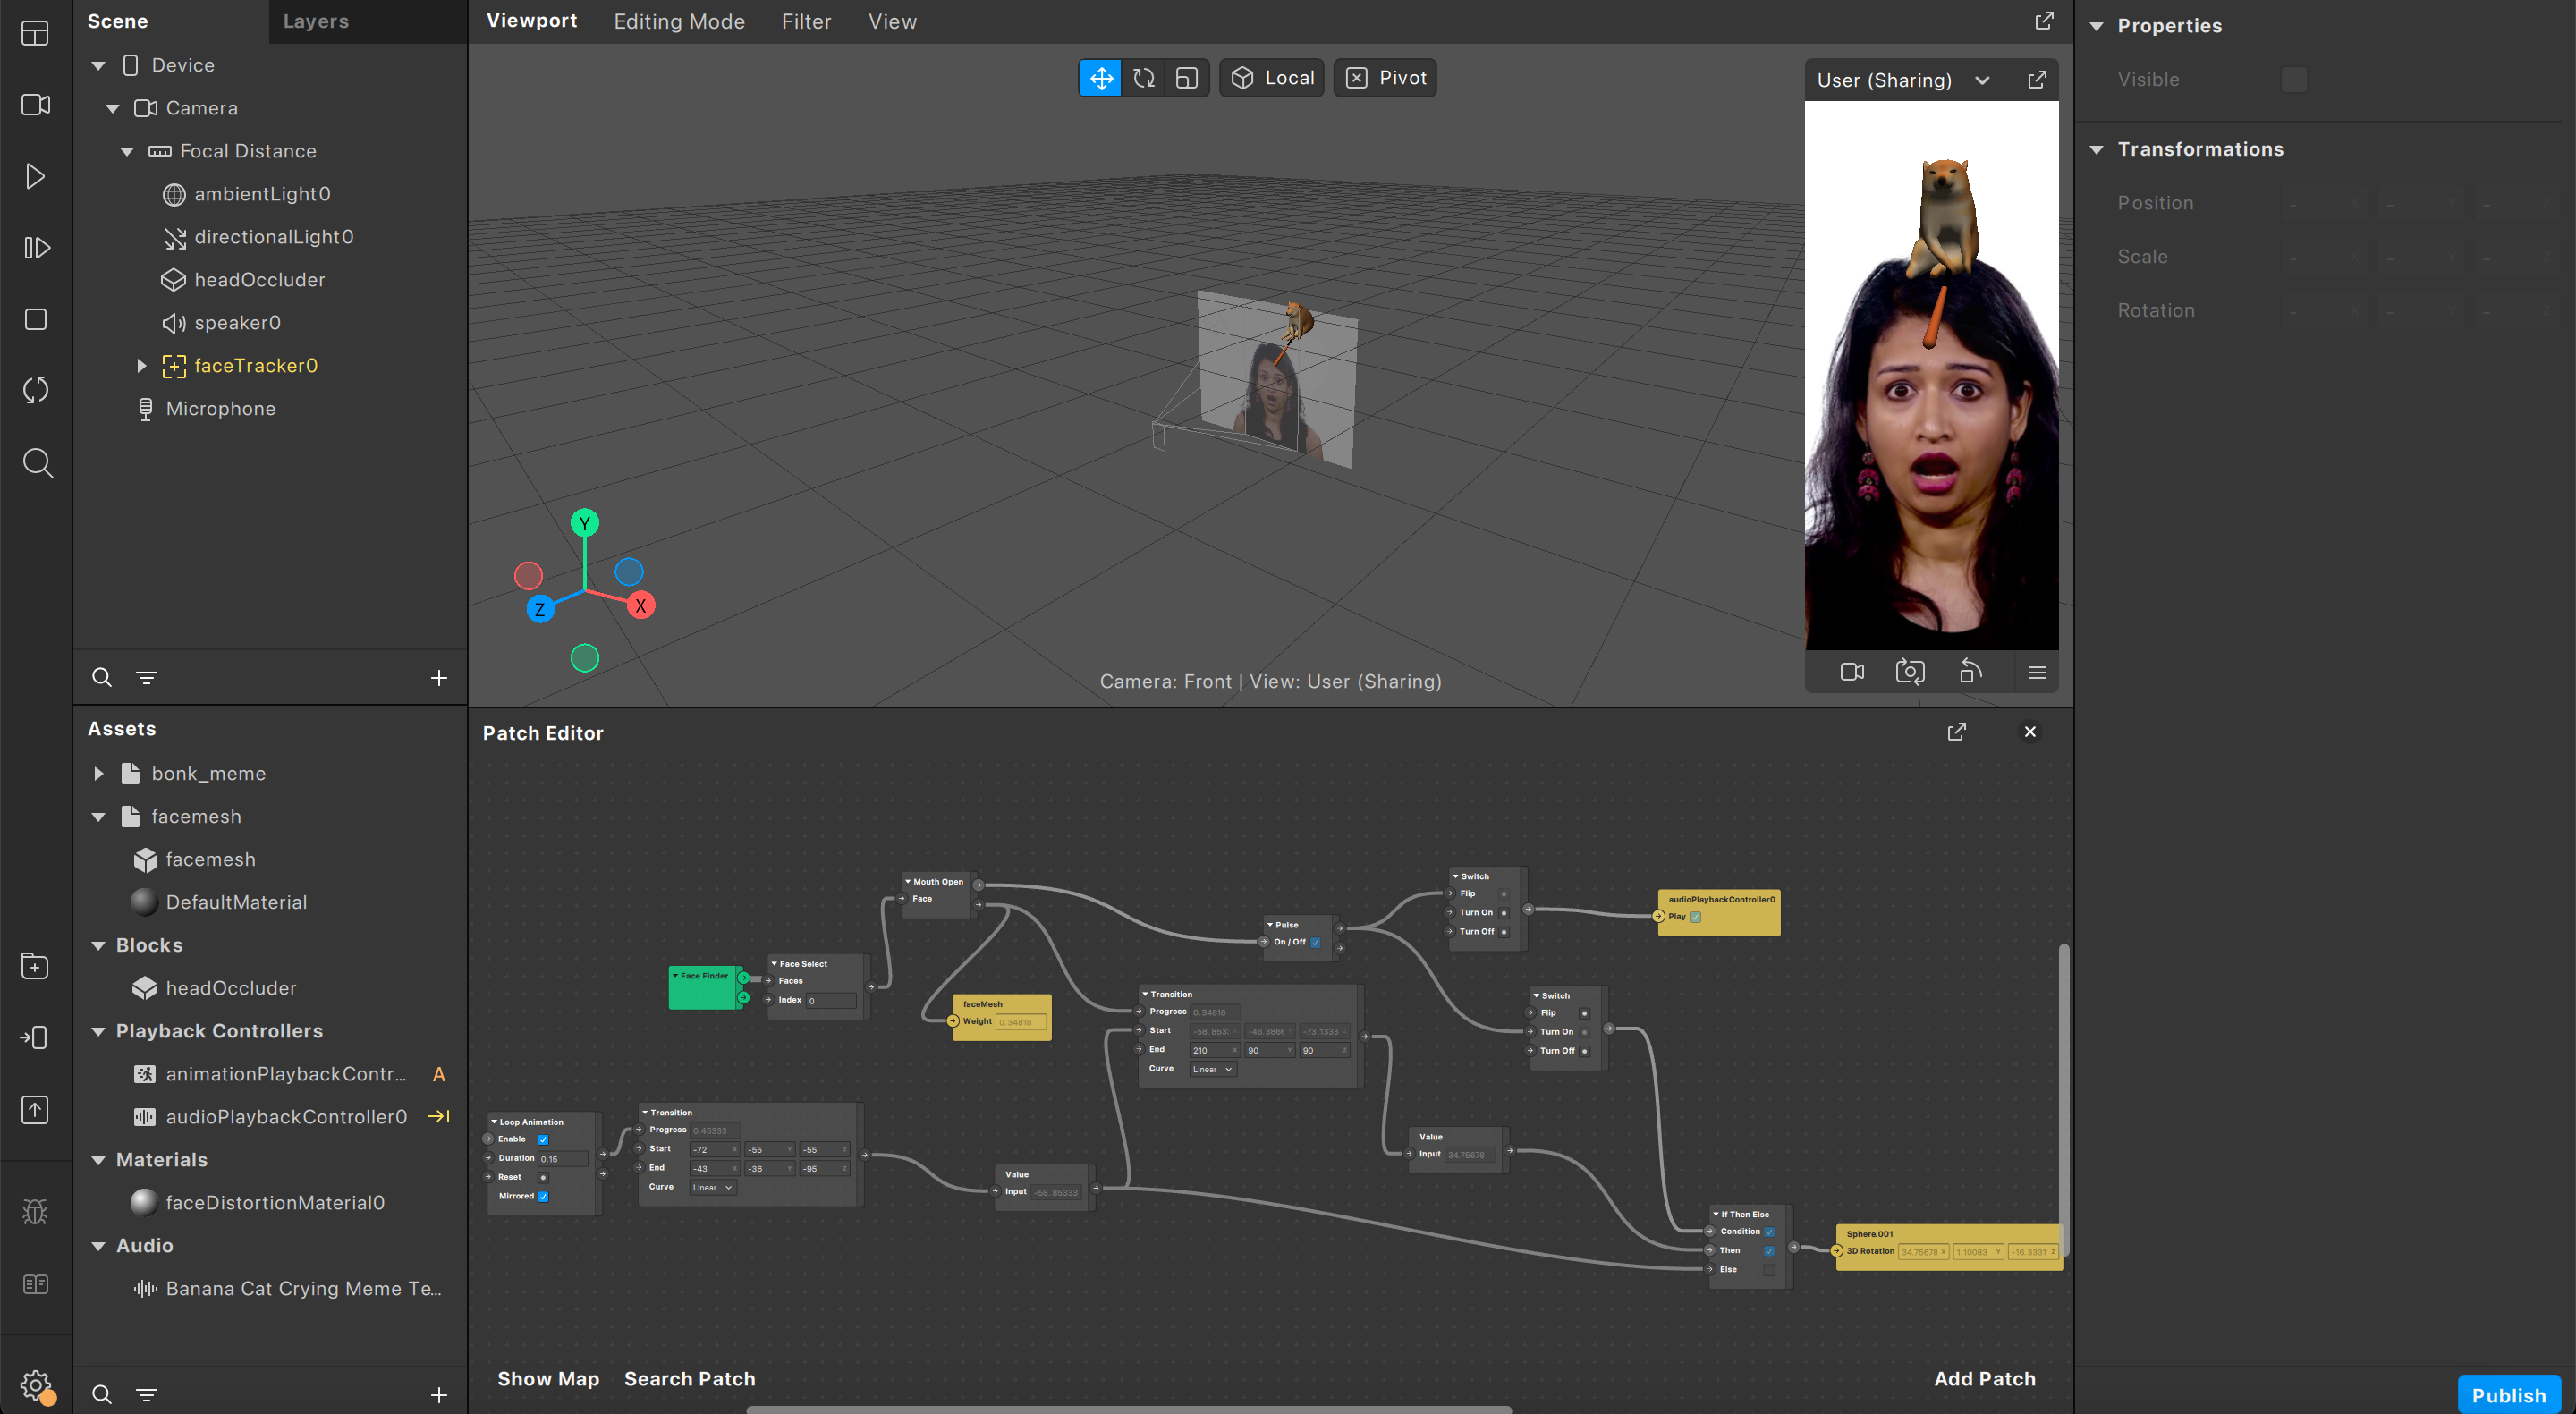 Scene
Layers
Device
Camera
Focal Distance
ambientLight0
directionalLight0
headOccluder
speaker0
faceTracker0
Microphone
Assets
bonk_meme
facemesh
facemesh
DefaultMaterial
Blocks
headOccluder
Playback Controllers
animationPlaybackContr... A
audioPlaybackController0
Materials
faceDistortionMaterial0
Audio
Banana Cat Crying Meme Te...
Viewport Editing Mode Filter View
Local
Pivot
User (Sharing)
Y
Z
X
Camera: Front | View: User (Sharing)
Patch Editor
Face Finder
Face Select
Faces
Index 0
Mouth Open
Face
faceMesh
Weight 0.34818
Loop Animation
Enable
Duration 0.15
Reset
Mirrored
Transition
Progress 0.45333
Start -72 X -55 Y -55 Z
End -43 X -36 Y -95 Z
Curve Linear
Value
Input -58.85333
Transition
Progress 0.34818
Start -58.853: X -46.386€ Y -73.1333 Z
End 210 X 90 Y 90 Z
Curve Linear
Pulse
On / Off
Switch
Flip
Turn On
Turn Off
audioPlaybackController0
Play
Switch
Flip
Turn On
Turn Off
Value
Input 34.75678
If Then Else
Condition
Then
Else
Sphere.001
3D Rotation 34.75678 X 1.10083 Y -16.3331 Z
Show Map
Search Patch
Add Patch
Properties
Visible
Transformations
Position - X - Y - Z
Scale - X - Y - Z
Rotation - X - Y - Z
Publish